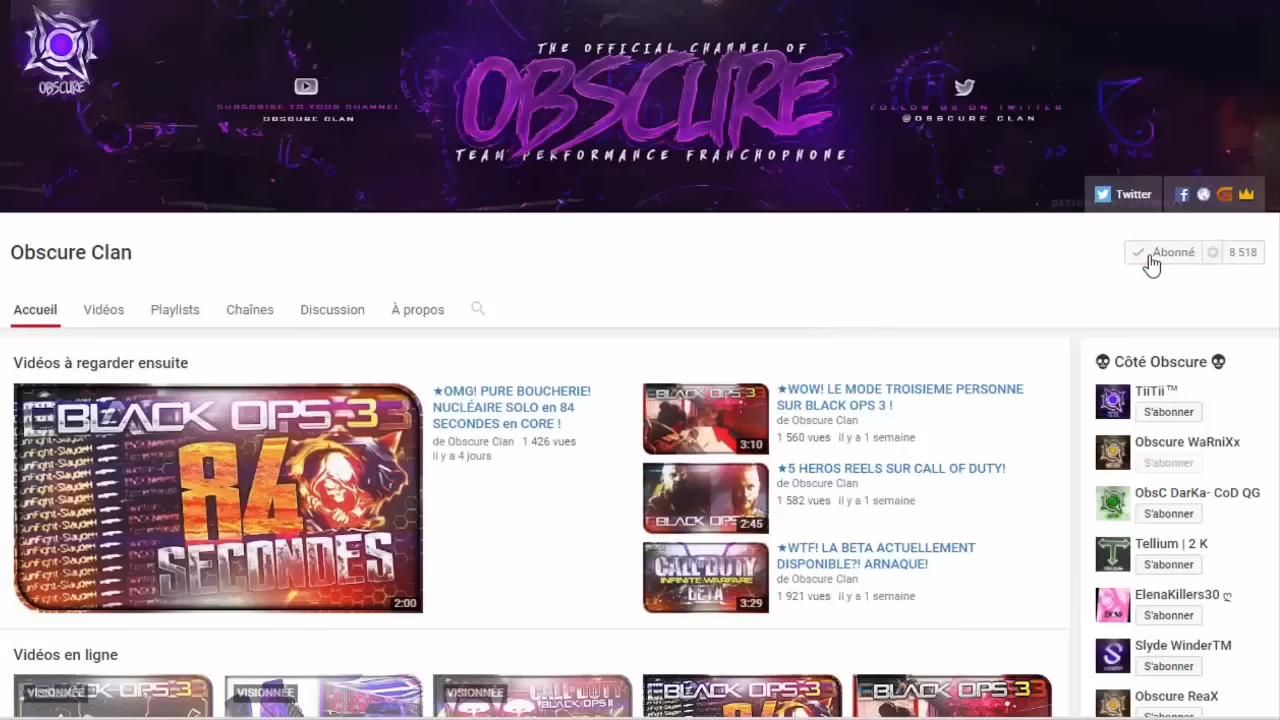 THE OFFICIAL CHANNEL OF
OBSCURE
TEAM PERFORMANCE FRANCHOPHONE
OBSCURE
SUBSCRIBE TO YOUR CHANNEL
OBSCURE CLAN
FOLLOW US ON TWITTER
@OBSCURE CLAN
Twitter
Obscure Clan
Abonné
8 518
Accueil
Vidéos
Playlists
Chaînes
Discussion
À propos
Vidéos à regarder ensuite
BLACK OPS 3
84
SECONDES
2:00
★OMG! PURE BOUCHERIE!
NUCLÉAIRE SOLO en 84
SECONDES en CORE !
de Obscure Clan 1 426 vues
il y a 4 jours
BLACK OPS 3
3:10
★WOW! LE MODE TROISIEME PERSONNE
SUR BLACK OPS 3 !
de Obscure Clan
1 560 vues il y a 1 semaine
BLACK OPS
2:45
★5 HEROS REELS SUR CALL OF DUTY!
de Obscure Clan
1 582 vues il y a 1 semaine
CALL OF DUTY
INFINITE WARFARE
BETA
3:29
★WTF! LA BETA ACTUELLEMENT
DISPONIBLE?! ARNAQUE!
de Obscure Clan
1 921 vues il y a 1 semaine
Côté Obscure
TiiTii™
S'abonner
Obscure WaRniXx
S'abonner
ObsC DarKa- CoD QG
S'abonner
Tellium | 2 K
S'abonner
ElenaKillers30 ღ
S'abonner
Slyde WinderTM
S'abonner
Obscure ReaX
S'abonner
Vidéos en ligne
VISIONNÉE
VISIONNÉE
VISIONNÉE
BLACK OPS 3
BLACK OPS 3